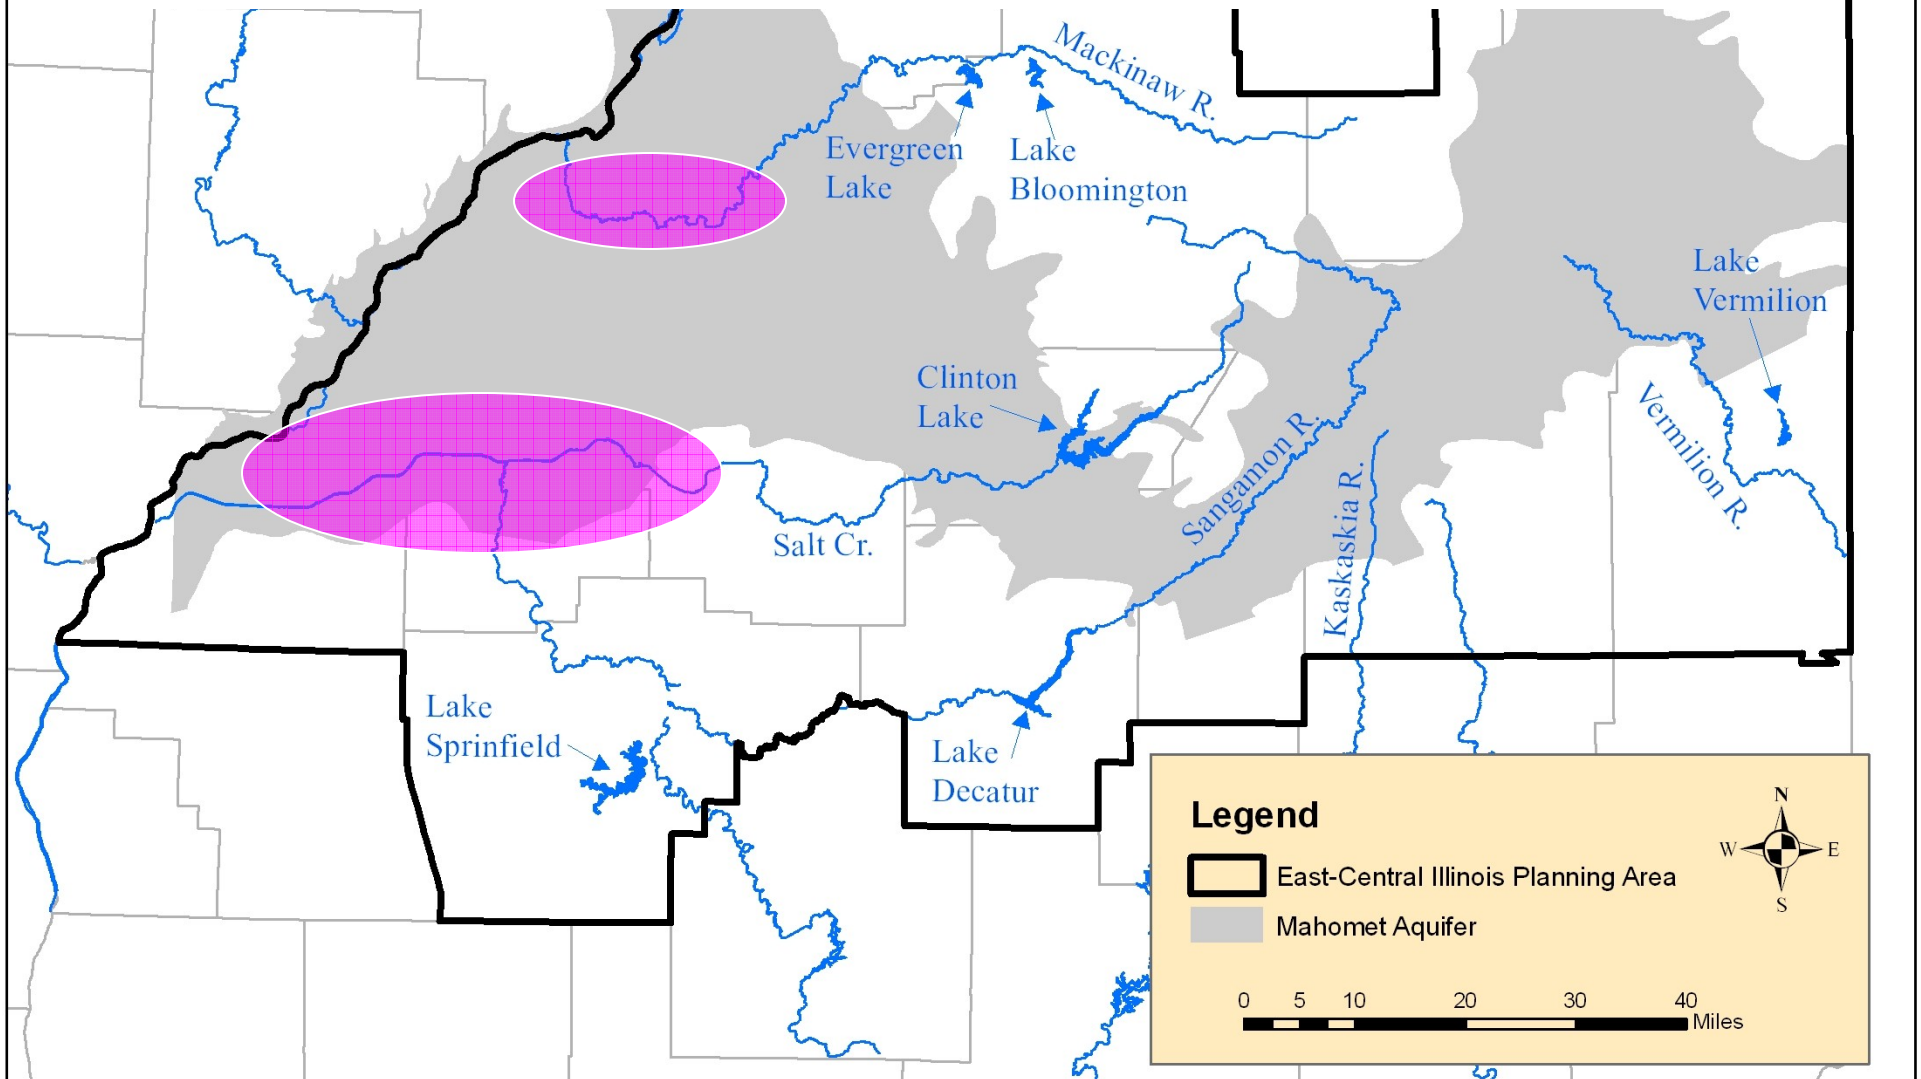 Mackinaw R.
Evergreen
Lake
Lake
Bloomington
Lake
Vermilion
Clinton
Lake
Sangamon R.
Kaskaskia R.
Vermilion R.
Salt Cr.
Lake
Sprinfield
Lake
Decatur
Legend
East-Central Illinois Planning Area
Mahomet Aquifer
N
W E
S
0 5 10 20 30 40
Miles